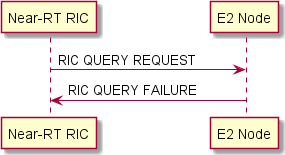 Near-RT RIC
E2 Node
RIC QUERY REQUEST
RIC QUERY FAILURE
Near-RT RIC
E2 Node